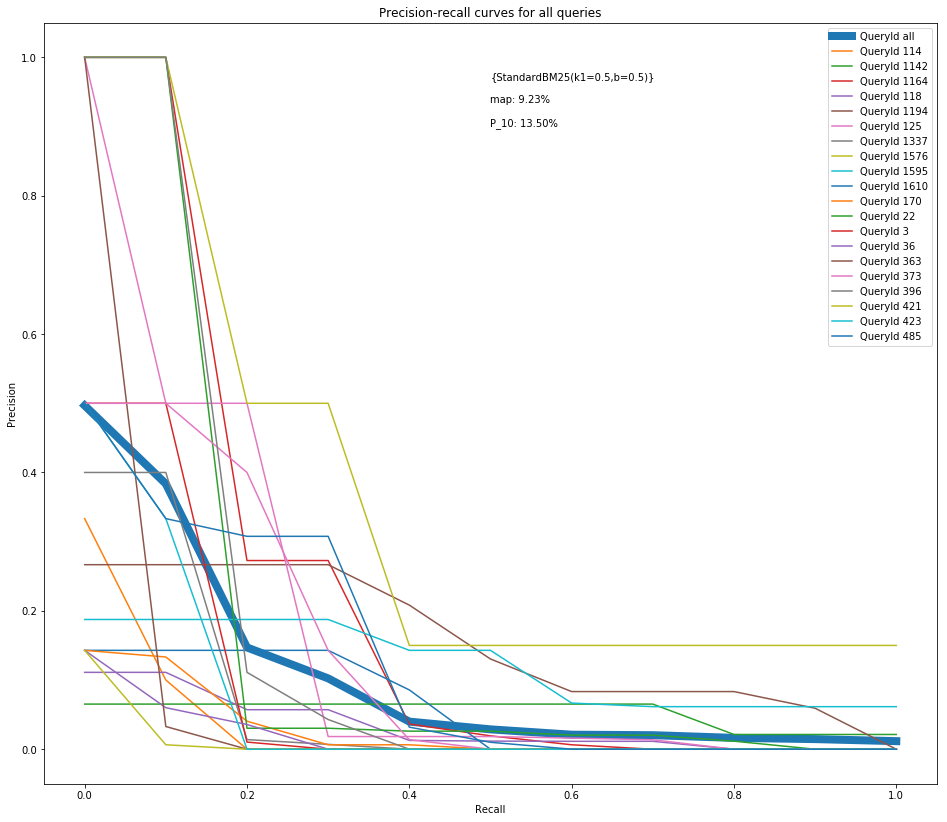 Precision-recall curves for all queries
{StandardBM25(k1=0.5,b=0.5)}
map: 9.23%
P_10: 13.50%
QueryId all
QueryId 114
QueryId 1142
QueryId 1164
QueryId 118
QueryId 1194
QueryId 125
QueryId 1337
QueryId 1576
QueryId 1595
QueryId 1610
QueryId 170
QueryId 22
QueryId 3
QueryId 36
QueryId 363
QueryId 373
QueryId 396
QueryId 421
QueryId 423
QueryId 485
Precision
1.0
0.8
0.6
0.4
0.2
0.0
0.0 0.2 0.4 0.6 0.8 1.0
Recall